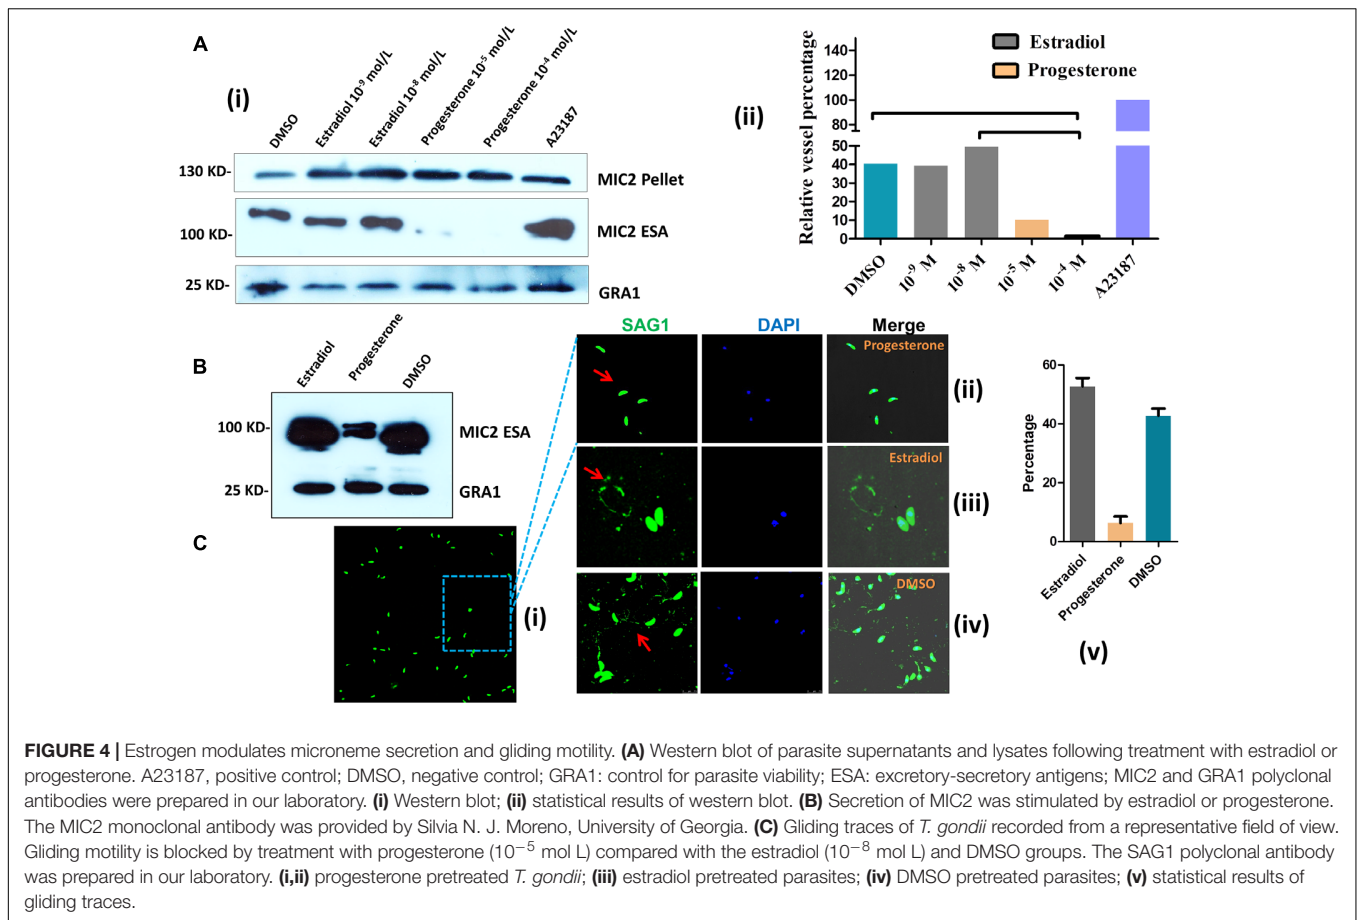 A
(i)
DMSO
Estradiol 10-9 mol/L
Estradiol 10-8 mol/L
Progesterone 10-5 mol/L
Progesterone 10-4 mol/L
A23187
130 KD-
MIC2 Pellet
100 KD-
MIC2 ESA
25 KD-
GRA1
(ii)
Estradiol
Progesterone
Relative vessel percentage
140
120
100
80
50
40
30
20
10
0
DMSO
10-9 M
10-8 M
10-5 M
10-4 M
A23187
B
Estradiol
Progesterone
DMSO
100 KD-
MIC2 ESA
25 KD-
GRA1
C
(i)
SAG1
DAPI
Merge
Progesterone
(ii)
Estradiol
(iii)
DMSO
(iv)
Percentage
60
40
20
0
Estradiol
Progesterone
DMSO
(v)
FIGURE 4 | Estrogen modulates microneme secretion and gliding motility. (A) Western blot of parasite supernatants and lysates following treatment with estradiol or
progesterone. A23187, positive control; DMSO, negative control; GRA1: control for parasite viability; ESA: excretory-secretory antigens; MIC2 and GRA1 polyclonal
antibodies were prepared in our laboratory. (i) Western blot; (ii) statistical results of western blot. (B) Secretion of MIC2 was stimulated by estradiol or progesterone.
The MIC2 monoclonal antibody was provided by Silvia N. J. Moreno, University of Georgia. (C) Gliding traces of T. gondii recorded from a representative field of view.
Gliding motility is blocked by treatment with progesterone (10−5 mol L) compared with the estradiol (10−8 mol L) and DMSO groups. The SAG1 polyclonal antibody
was prepared in our laboratory. (i,ii) progesterone pretreated T. gondii; (iii) estradiol pretreated parasites; (iv) DMSO pretreated parasites; (v) statistical results of
gliding traces.